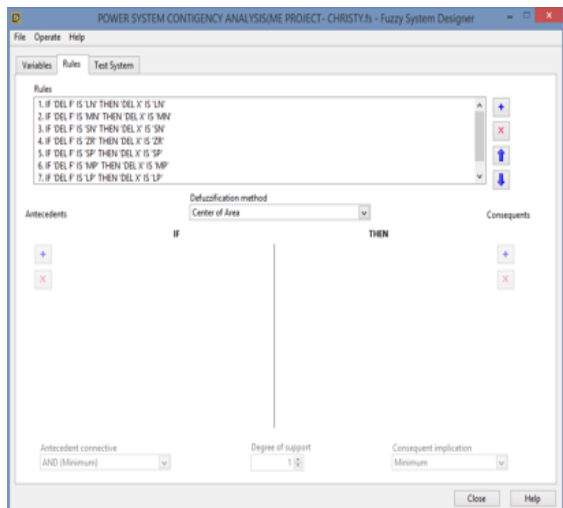 POWER SYSTEM CONTIGENCY ANALYSIS(ME PROJECT- CHRISTY.fs - Fuzzy System Designer
File Operate Help
Variables Rules Test System
Rules
1. IF 'DEL F' IS 'LN' THEN 'DEL X' IS 'LN'
2. IF 'DEL F' IS 'MN' THEN 'DEL X' IS 'MN'
3. IF 'DEL F' IS 'SN' THEN 'DEL X' IS 'SN'
4. IF 'DEL F' IS 'ZR' THEN 'DEL X' IS 'ZR'
5. IF 'DEL F' IS 'SP' THEN 'DEL X' IS 'SP'
6. IF 'DEL F' IS 'MP' THEN 'DEL X' IS 'MP'
7. IF 'DEL F' IS 'LP' THEN 'DEL X' IS 'LP'
Defuzzification method
Antecedents Center of Area Consequents
IF THEN
Antecedent connective Degree of support Consequent implication
AND (Minimum) 1 Minimum
Close Help